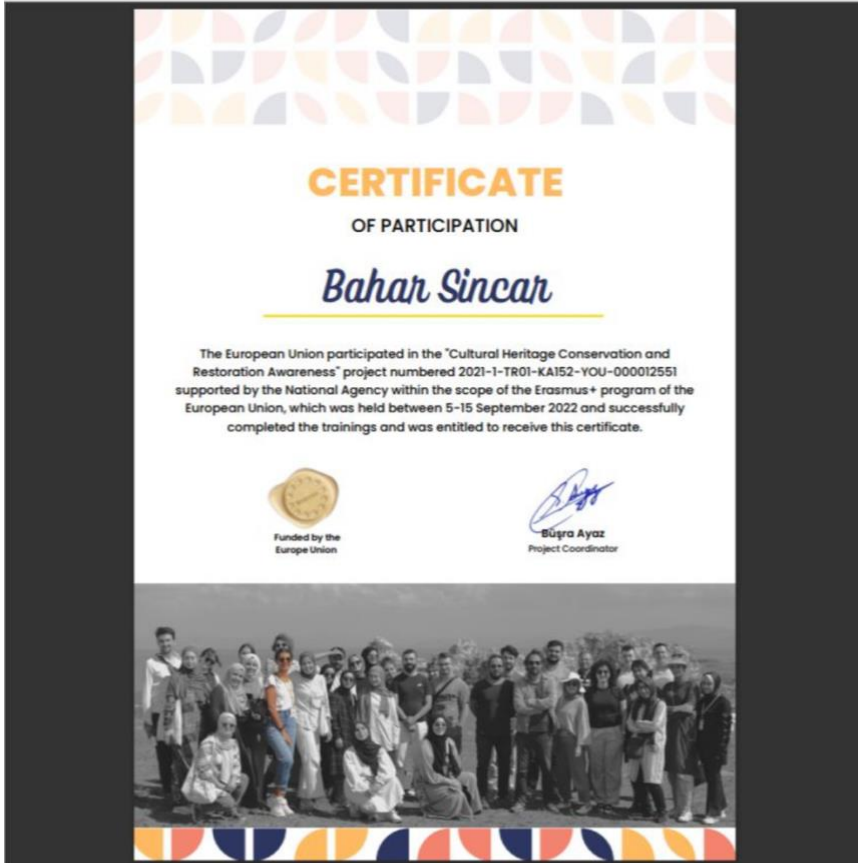 CERTIFICATE
OF PARTICIPATION
Bahar Sincar
The European Union participated in the "Cultural Heritage Conservation and
Restoration Awareness" project numbered 2021-1-TR01-KA152-YOU-000012551
supported by the National Agency within the scope of the Erasmus+ program of the
European Union, which was held between 5-15 September 2022 and successfully
completed the trainings and was entitled to receive this certificate.
Funded by the
Europe Union
Büşra Ayaz
Project Coordinator